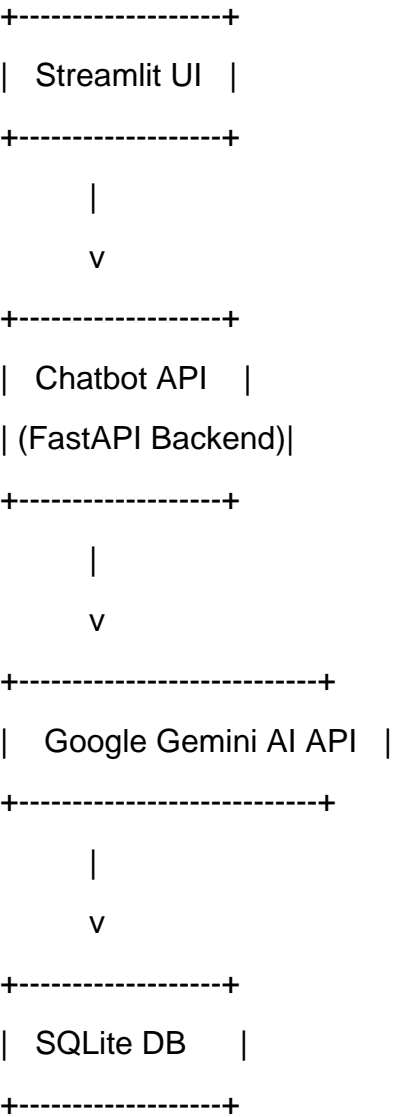 +-------------------+
|   Streamlit UI   |
+-------------------+
|
v
+-------------------+
|   Chatbot API    |
| (FastAPI Backend)|
+-------------------+
|
v
+----------------------------+
|    Google Gemini AI API   |
+----------------------------+
|
v
+-------------------+
|   SQLite DB      |
+-------------------+